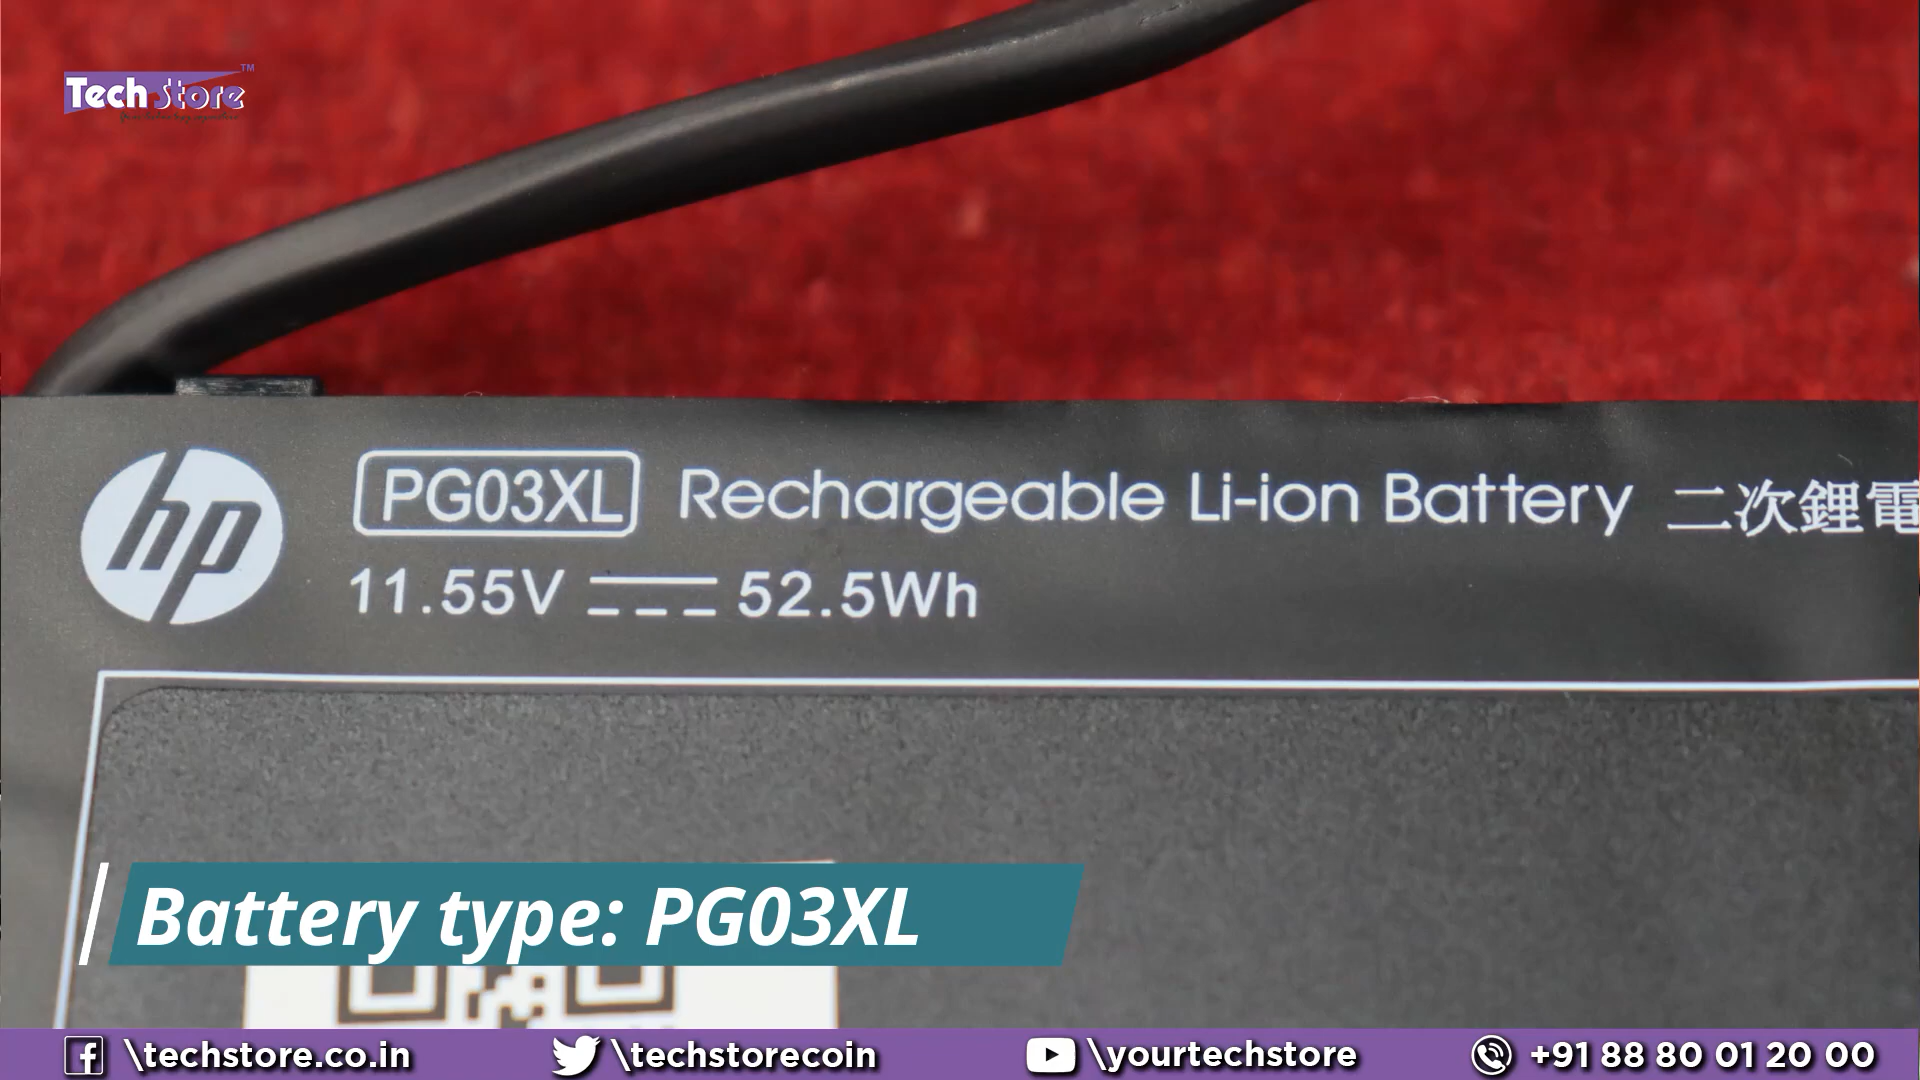 Tech Store™
hp
PG03XL Rechargeable Li-ion Battery 二次鋰電
11.55V 52.5Wh
Battery type: PG03XL
\techstore.co.in
\techstorecoin
\yourtechstore
+91 88 80 01 20 00